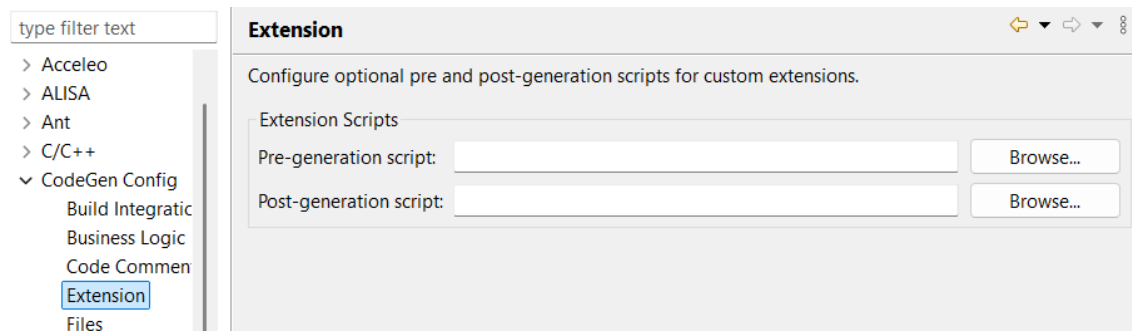 type filter text
Acceleo
ALISA
Ant
C/C++
CodeGen Config
Build Integratic
Business Logic
Code Commen
Extension
Files
Extension
Configure optional pre and post-generation scripts for custom extensions.
Extension Scripts
Pre-generation script: Browse...
Post-generation script: Browse...